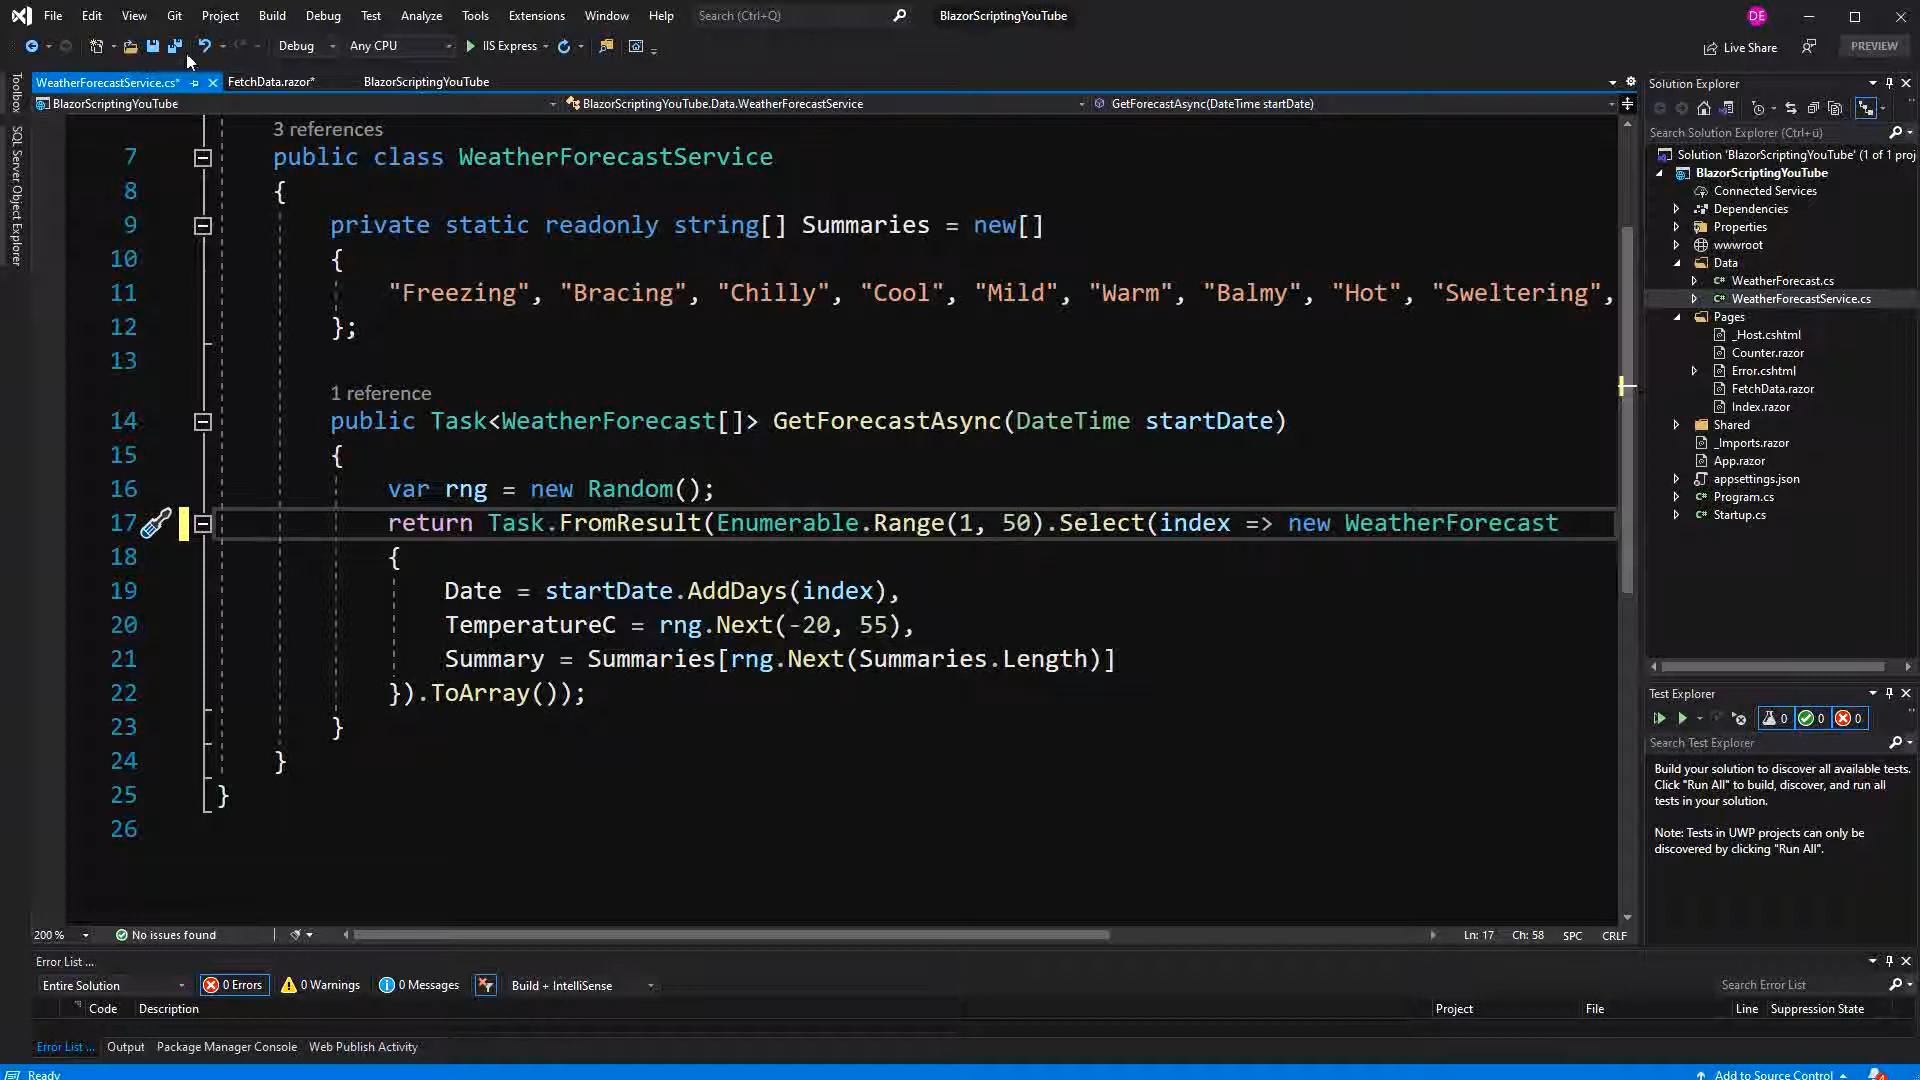 File Edit View Git Project Build Debug Test Analyze Tools Extensions Window Help Search (Ctrl+Q) BlazorScriptingYouTube DE
Debug Any CPU IIS Express Live Share PREVIEW
WeatherForecastService.cs* FetchData.razor* BlazorScriptingYouTube
BlazorScriptingYouTube BlazorScriptingYouTube.Data.WeatherForecastService GetForecastAsync(DateTime startDate)
Toolbox
SQL Server Object Explorer
3 references
7 public class WeatherForecastService
8 {
9 private static readonly string[] Summaries = new[]
10 {
11 "Freezing", "Bracing", "Chilly", "Cool", "Mild", "Warm", "Balmy", "Hot", "Sweltering",
12 };
13
1 reference
14 public Task<WeatherForecast[]> GetForecastAsync(DateTime startDate)
15 {
16 var rng = new Random();
17 return Task.FromResult(Enumerable.Range(1, 50).Select(index => new WeatherForecast
18 {
19 Date = startDate.AddDays(index),
20 TemperatureC = rng.Next(-20, 55),
21 Summary = Summaries[rng.Next(Summaries.Length)]
22 }).ToArray());
23 }
24 }
25 }
26
200 % No issues found Ln: 17 Ch: 58 SPC CRLF
Solution Explorer
Search Solution Explorer (Ctrl+ü)
Solution 'BlazorScriptingYouTube' (1 of 1 proj
BlazorScriptingYouTube
Connected Services
Dependencies
Properties
wwwroot
Data
WeatherForecast.cs
WeatherForecastService.cs
Pages
_Host.cshtml
Counter.razor
Error.cshtml
FetchData.razor
Index.razor
Shared
_Imports.razor
App.razor
appsettings.json
Program.cs
Startup.cs
Test Explorer
0 0 0
Search Test Explorer
Build your solution to discover all available tests.
Click "Run All" to build, discover, and run all
tests in your solution.
Note: Tests in UWP projects can only be
discovered by clicking "Run All".
Error List ...
Entire Solution 0 Errors 0 Warnings 0 Messages Build + IntelliSense Search Error List
Code Description Project File Line Suppression State
Error List ... Output Package Manager Console Web Publish Activity
Ready Add to Source Control